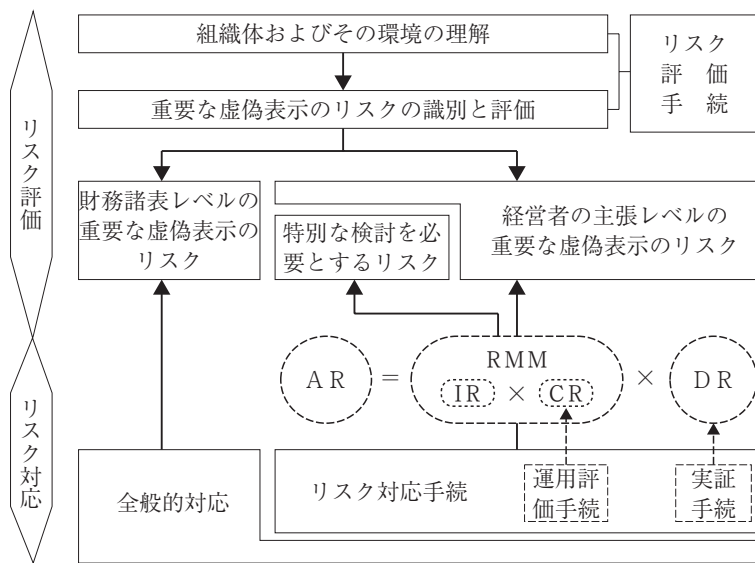 組織体およびその環境の理解
リスク
評価
手続
重要な虚偽表示のリスクの識別と評価
リスク評価
財務諸表レベルの
重要な虚偽表示の
リスク
特別な検討を必
要とするリスク
経営者の主張レベルの
重要な虚偽表示のリスク
AR = RMM × DR
IR × CR
リスク対応
全般的対応
リスク対応手続
運用評
価手続
実証
手続